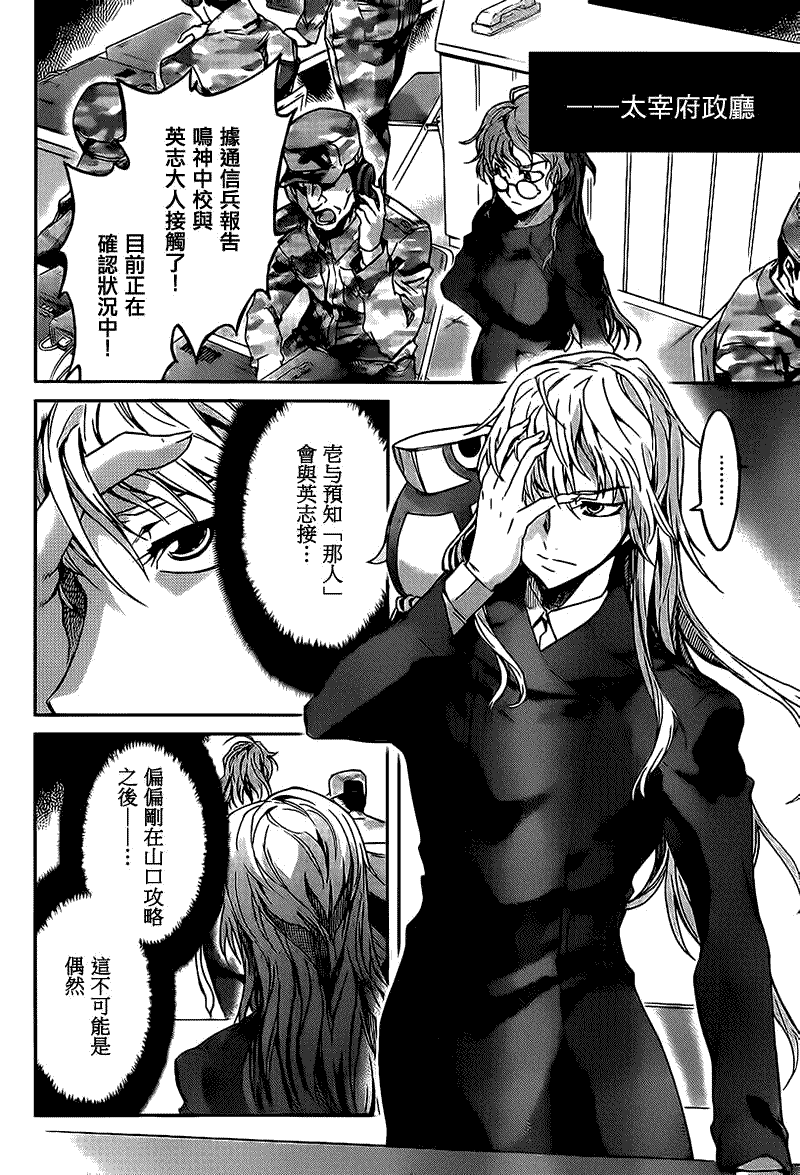 ——太宰府政廳
據通信兵報告
鳴神中校與
英志大人接觸了！
目前正在
確認狀況中！
………
壱与預知「那人」
會與英志接…
偏偏剛在山口攻略
之後——…
這不可能是
偶然